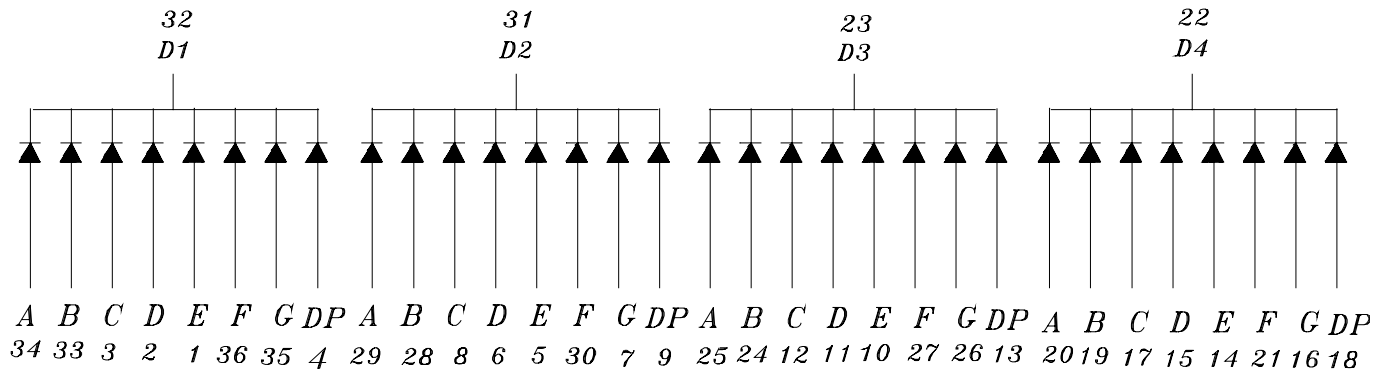 32 31 23 22
D1 D2 D3 D4
A B C D E F G DP A B C D E F G DP A B C D E F G DP A B C D E F G DP
34 33 3 2 1 36 35 4 29 28 8 6 5 30 7 9 25 24 12 11 10 27 26 13 20 19 17 15 14 21 16 18